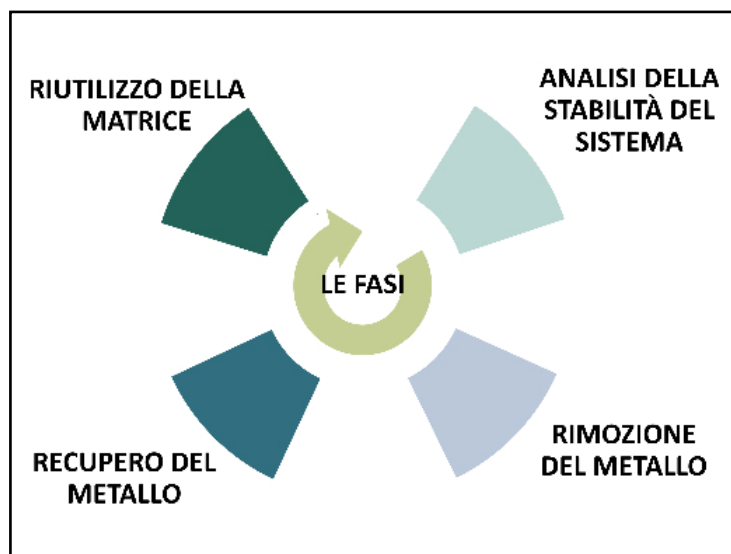 RIUTILIZZO DELLA
MATRICE
ANALISI DELLA
STABILITÀ DEL
SISTEMA
LE FASI
RECUPERO DEL
METALLO
RIMOZIONE
DEL METALLO